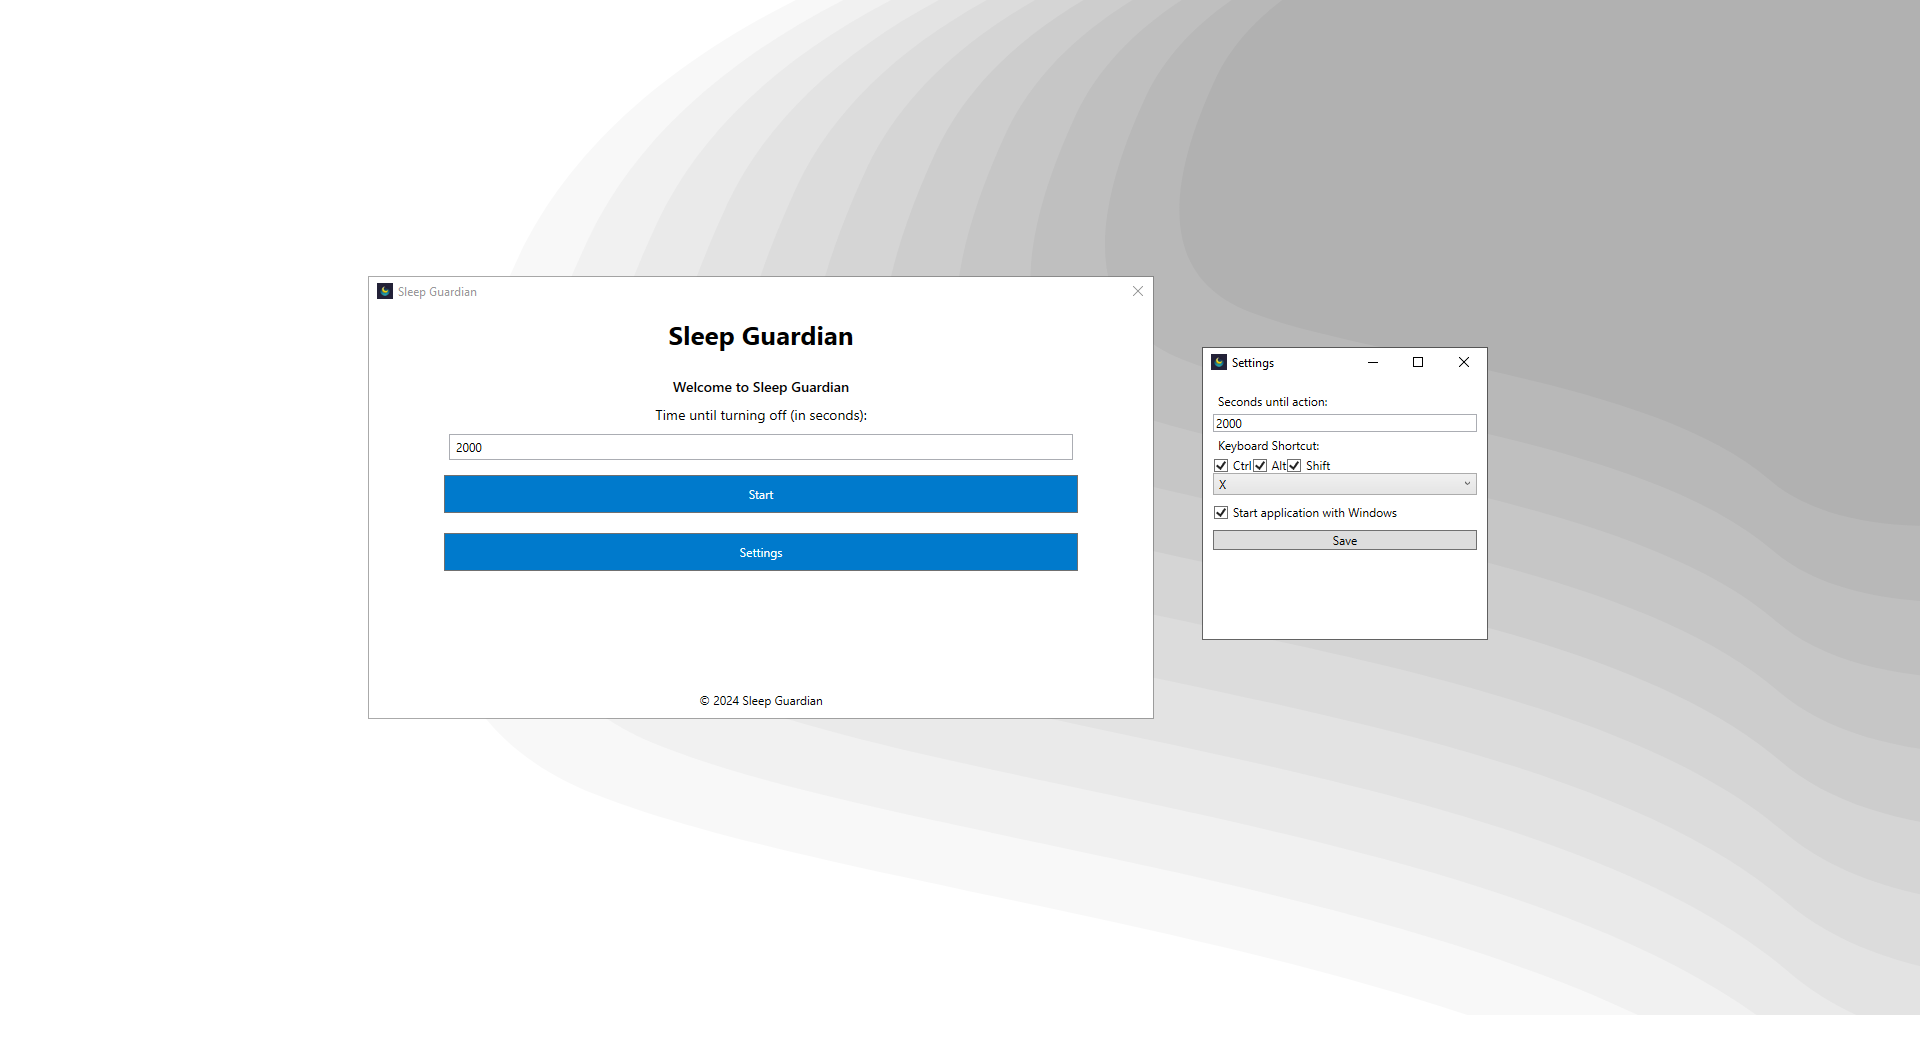 Sleep Guardian
Sleep Guardian
Welcome to Sleep Guardian
Time until turning off (in seconds):
2000
Start
Settings
© 2024 Sleep Guardian
Settings
Seconds until action:
2000
Keyboard Shortcut:
Ctrl Alt Shift
X
Start application with Windows
Save